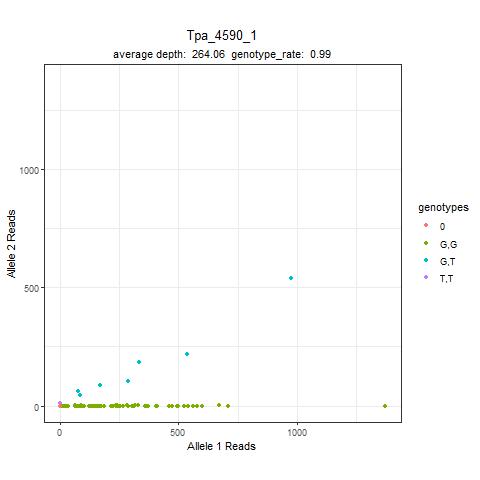 Tpa_4590_1
average depth: 264.06 genotype_rate: 0.99
Allele 2 Reads
1000
500
0
0 500 1000
Allele 1 Reads
genotypes
0
G,G
G,T
T,T